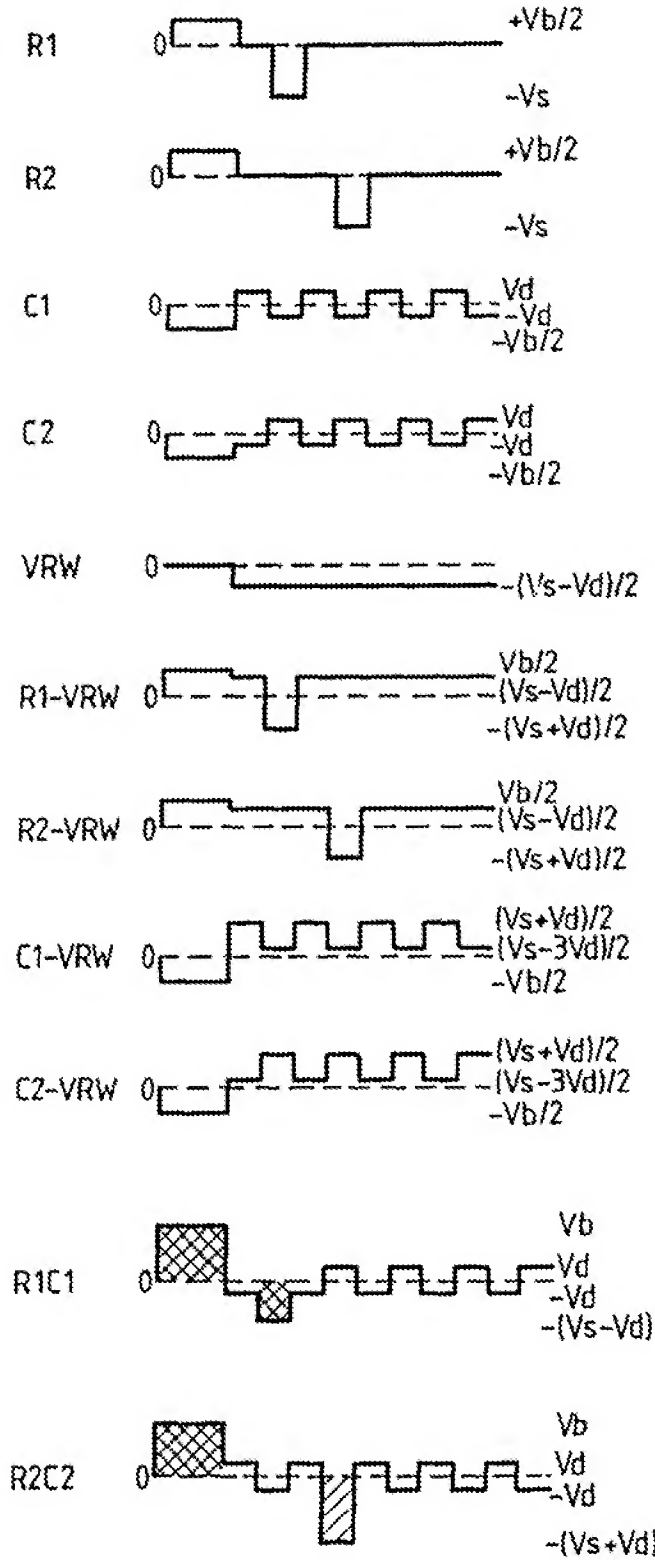 +Vb/2
R1 0
-Vs
+Vb/2
R2 0
-Vs
C1 0 Vd
-Vd
-Vb/2
C2 0 Vd
-Vd
-Vb/2
VRW 0
-(Vs-Vd)/2
Vb/2
R1-VRW 0 (Vs-Vd)/2
-(Vs+Vd)/2
Vb/2
R2-VRW 0 (Vs-Vd)/2
-(Vs+Vd)/2
(Vs+Vd)/2
C1-VRW 0 (Vs-3Vd)/2
-Vb/2
(Vs+Vd)/2
C2-VRW 0 (Vs-3Vd)/2
-Vb/2
Vb
R1C1 0 Vd
-Vd
-(Vs-Vd)
Vb
R2C2 0 Vd
-Vd
-(Vs+Vd)